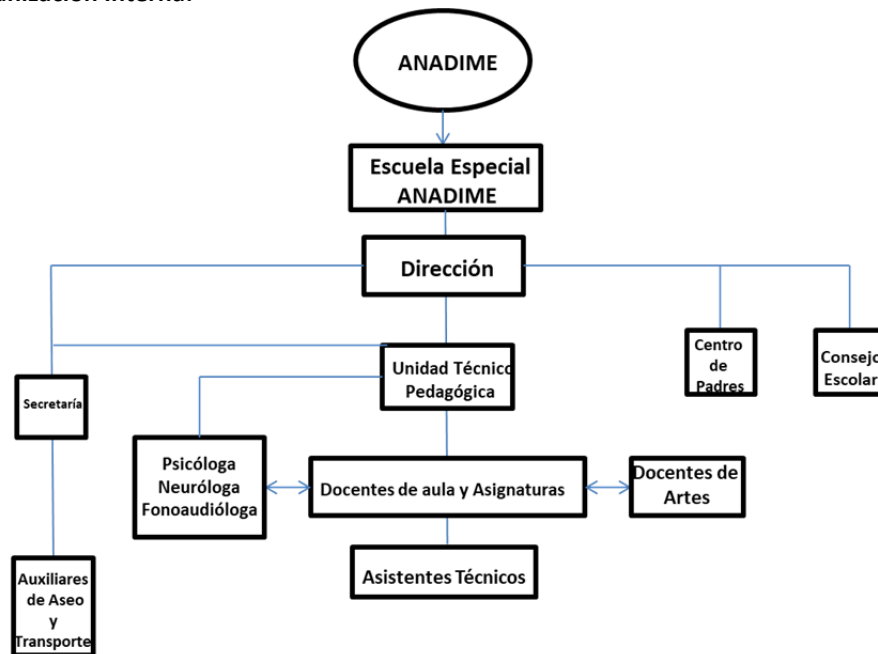 ANADIME
Escuela Especial
ANADIME
Dirección
Centro
de
Padres
Consejo
Escolar
Unidad Técnico
Pedagógica
Secretaría
Psicóloga
Neuróloga
Fonoaudióloga
Docentes de aula y Asignaturas
Docentes de
Artes
Asistentes Técnicos
Auxiliares
de Aseo
y
Transporte